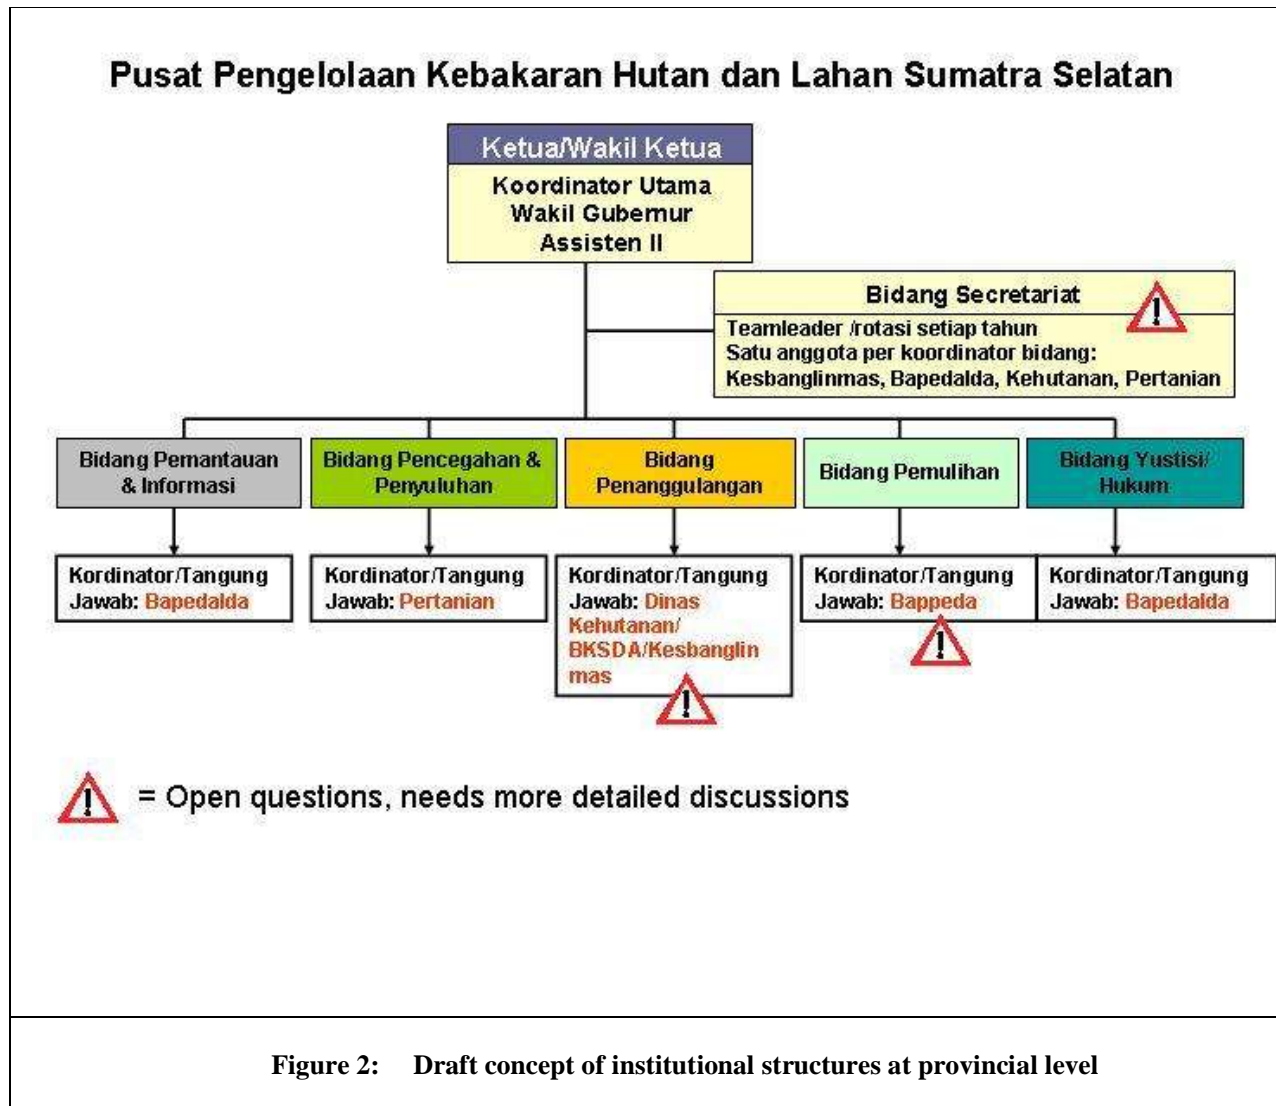 Pusat Pengelolaan Kebakaran Hutan dan Lahan Sumatra Selatan
Ketua/Wakil Ketua
Koordinator Utama
Wakil Gubernur
Assisten II
Bidang Secretariat
Teamleader /rotasi setiap tahun
Satu anggota per koordinator bidang:
Kesbanglinmas, Bapedalda, Kehutanan, Pertanian
Bidang Pemantauan
& Informasi
Bidang Pencegahan &
Penyuluhan
Bidang
Penanggulangan
Bidang Pemulihan
Bidang Yustisi/
Hukum
Kordinator/Tangung
Jawab: Bapedalda
Kordinator/Tangung
Jawab: Pertanian
Kordinator/Tangung
Jawab: Dinas
Kehutanan/
BKSDA/Kesbanglin
mas
Kordinator/Tangung
Jawab: Bappeda
Kordinator/Tangung
Jawab: Bapedalda
= Open questions, needs more detailed discussions
Figure 2: Draft concept of institutional structures at provincial level